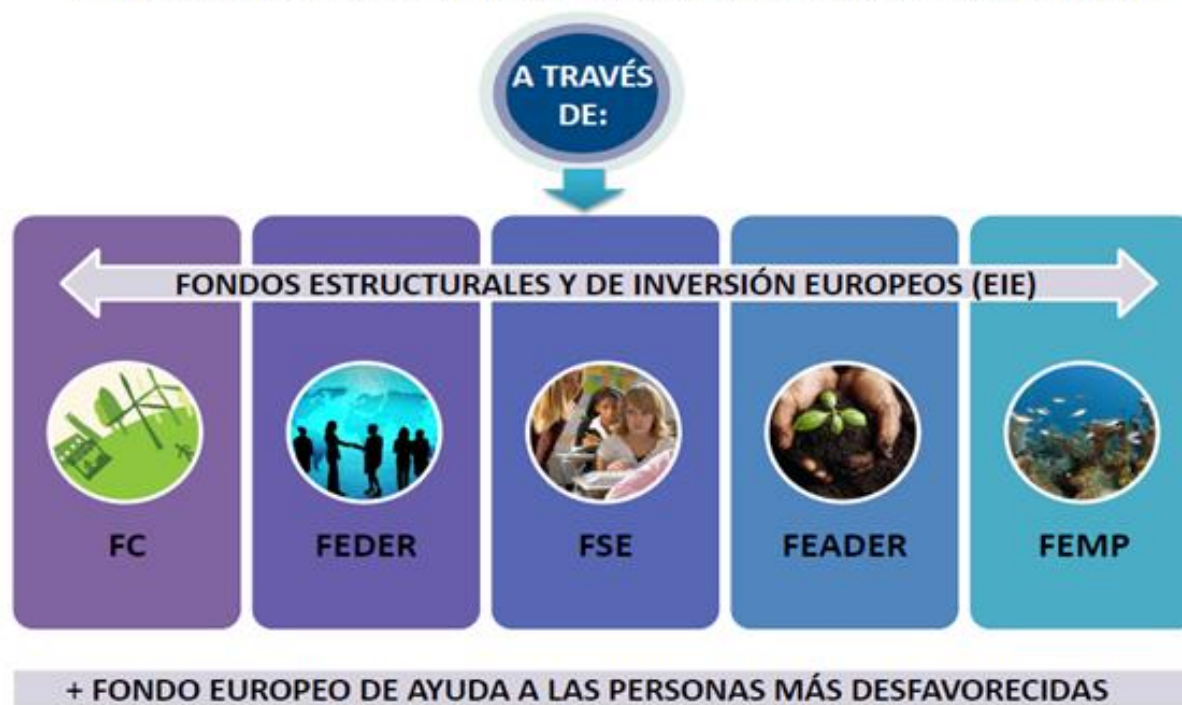 A TRAVÉS
DE:
FONDOS ESTRUCTURALES Y DE INVERSIÓN EUROPEOS (EIE)
FC
FEDER
FSE
FEADER
FEMP
+ FONDO EUROPEO DE AYUDA A LAS PERSONAS MÁS DESFAVORECIDAS